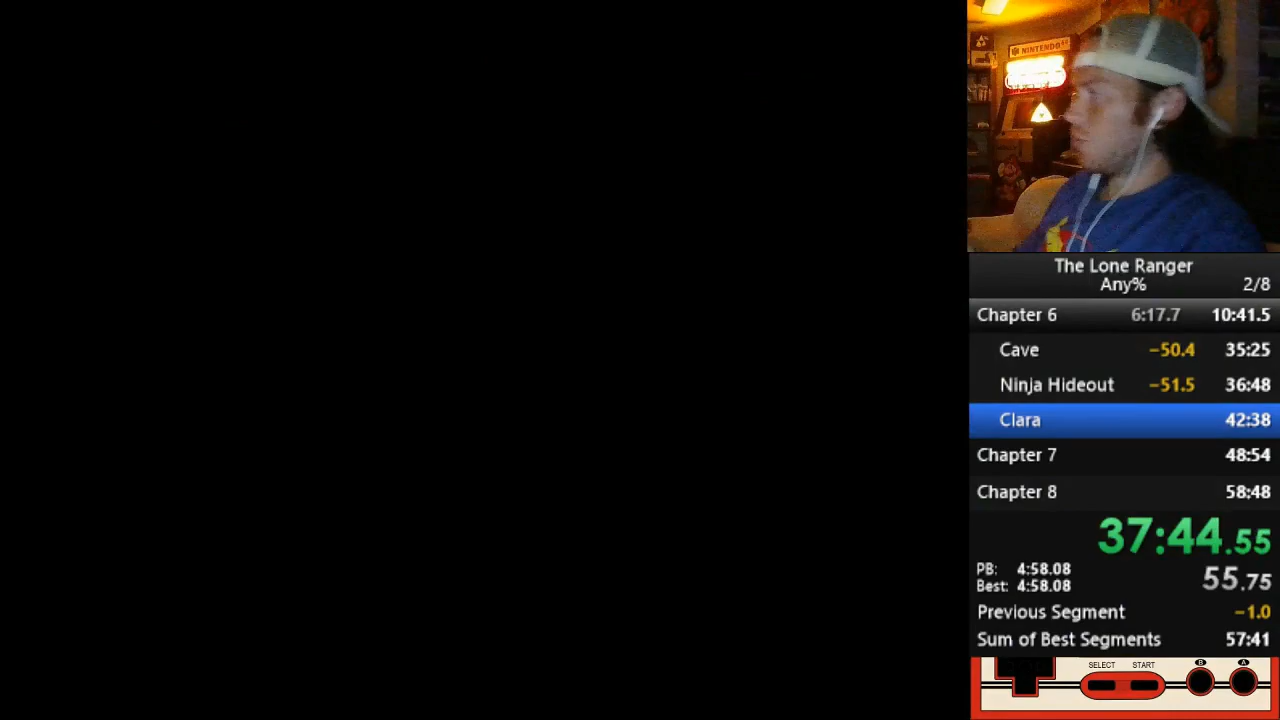 NINTENDO
The Lone Ranger
Any% 2/8
Chapter 6 6:17.7 10:41.5
Cave −50.4 35:25
Ninja Hideout −51.5 36:48
Clara 42:38
Chapter 7 48:54
Chapter 8 58:48
37:44.55
PB: 4:58.08
Best: 4:58.08
55.75
Previous Segment −1.0
Sum of Best Segments 57:41
SELECT START B A